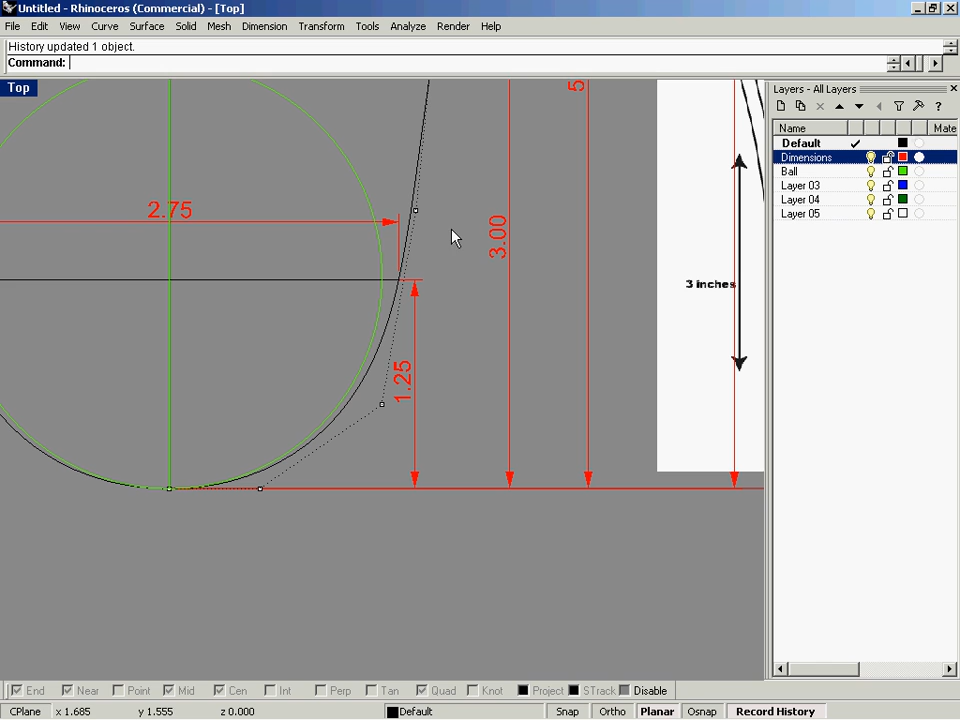 Untitled - Rhinoceros (Commercial) - [Top]
File Edit View Curve Surface Solid Mesh Dimension Transform Tools Analyze Render Help
History updated 1 object.
Command:
Top
Layers - All Layers
?
Name Mate
Default
Dimensions
Ball
Layer 03
Layer 04
Layer 05
2.75
3.00
5
1.25
3 inches
End Near Point Mid Cen Int Perp Tan Quad Knot Project STrack Disable
CPlane x 1.685 y 1.555 z 0.000 Default Snap Ortho Planar Osnap Record History